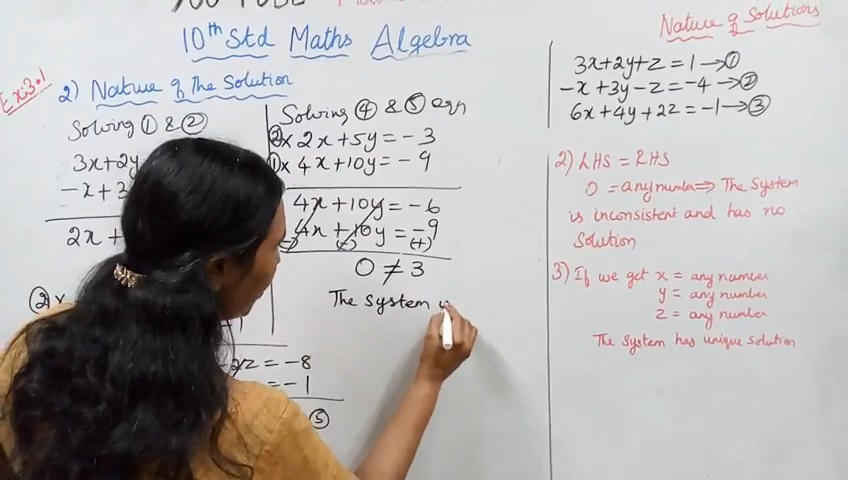 YOU TUBE
10th Std Maths Algebra
Ex:3.1
2) Nature of The Solution
Solving ① & ②
3x+2y
-x+3
2x+
②x
z = -8
= -1
⑤
Solving ④ & ⑤ eqn
②x 2x+5y = -3
①x 4x+10y = -9
4x+10y = -6
4x+10y = -9
(-) (-) (+)
0 ≠ 3
The System
Nature of Solutions
3x+2y+z = 1 →①
-x+3y-z = -4 →②
6x+4y+2z = -1 →③
2) LHS = RHS
0 = any number ⇒ The System
is inconsistent and has no
Solution
3) If we get x = any number
y = any number
z = any number
The System has unique solution